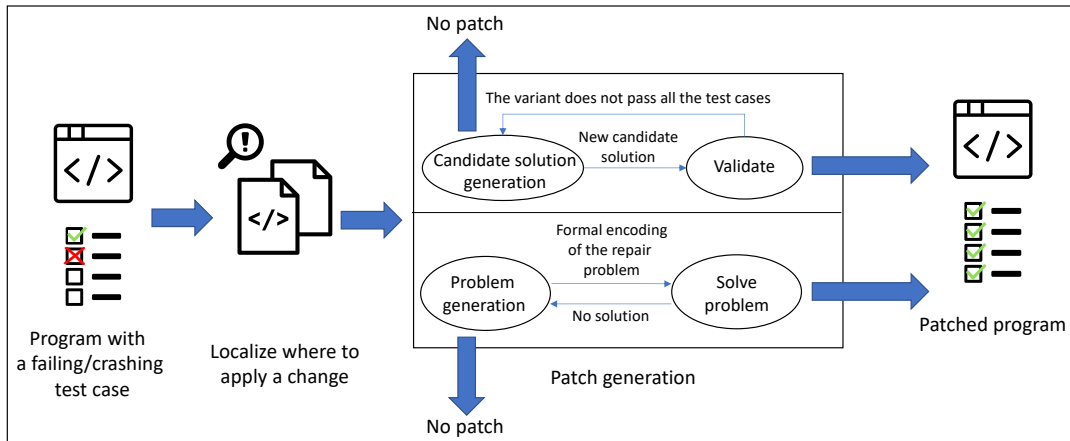 No patch
The variant does not pass all the test cases
New candidate
solution
Candidate solution
generation
Validate
</>
</>
</>
Formal encoding
of the repair
problem
Problem
generation
Solve
problem
No solution
Program with
a failing/crashing
test case
Localize where to
apply a change
Patch generation
Patched program
No patch